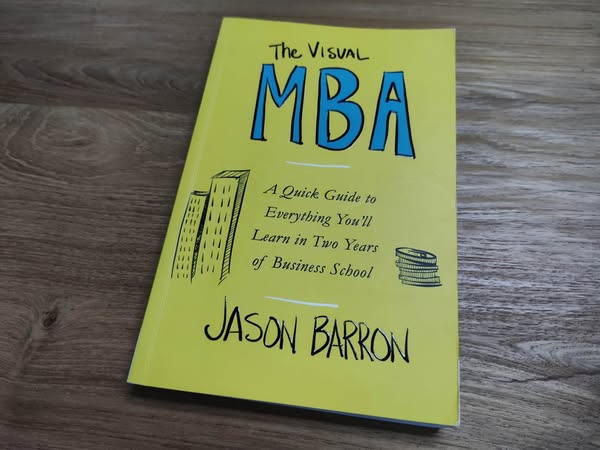 The VISUAL
MBA
A Quick Guide to
Everything You'll
Learn in Two Years
of Business School
JASON BARRON